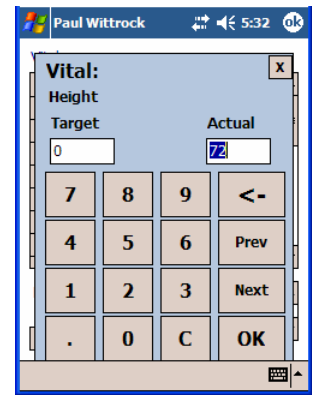 Paul Wittrock 5:32 ok
Vital: X
Height
Target Actual
0 72
7 8 9 <-
4 5 6 Prev
1 2 3 Next
. 0 C OK